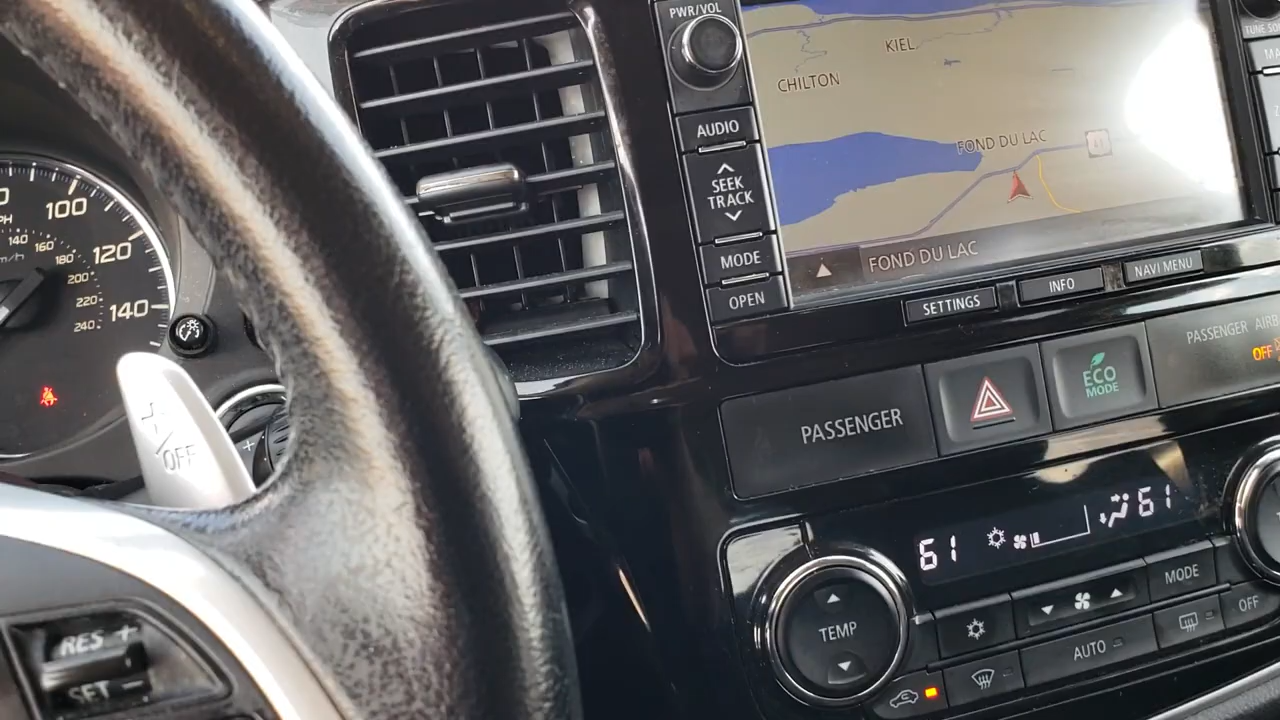 PWR/VOL
AUDIO
SEEK
TRACK
MODE
OPEN
KIEL
CHILTON
FOND DU LAC
41
FOND DU LAC
SETTINGS
INFO
NAVI MENU
100
120
140
140
160
180
200
220
240
km/h
OFF
RES +
SET -
PASSENGER
ECO
MODE
PASSENGER AIRB
OFF
61
61
TEMP
MODE
AUTO
OFF